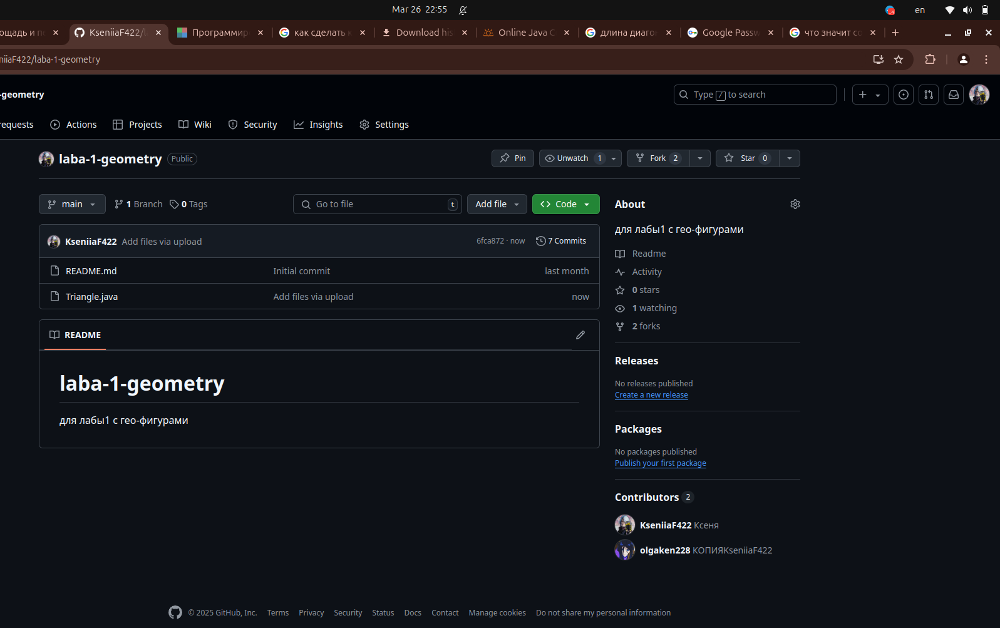 Mar 26 22:55
en
ощадь и пе
KseniiaF422/l
Программир
как сделать к
Download his
Online Java C
длина диагон
Google Passw
что значит со
niiaF422/laba-1-geometry
-geometry
Type / to search
requests
Actions
Projects
Wiki
Security
Insights
Settings
laba-1-geometry Public
Pin
Unwatch 1
Fork 2
Star 0
main
1 Branch
0 Tags
Go to file t
Add file
Code
KseniiaF422 Add files via upload 6fca872 · now 7 Commits
README.md Initial commit last month
Triangle.java Add files via upload now
README
laba-1-geometry
для лабы1 с гео-фигурами
About
для лабы1 с гео-фигурами
Readme
Activity
0 stars
1 watching
2 forks
Releases
No releases published
Create a new release
Packages
No packages published
Publish your first package
Contributors 2
KseniiaF422 Ксеня
olgaken228 КОПИЯKseniiaF422
© 2025 GitHub, Inc. Terms Privacy Security Status Docs Contact Manage cookies Do not share my personal information